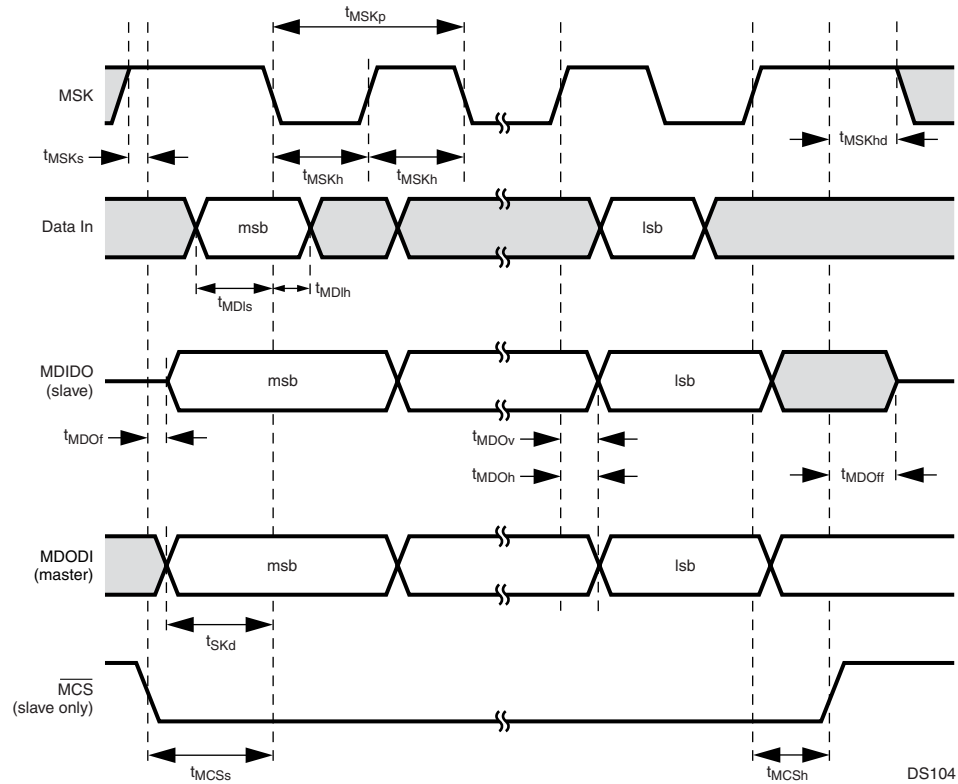 tMSKp
MSK
tMSKs
tMSKh
tMSKh
tMSKhd
Data In
msb
lsb
tMDIs
tMDIh
MDIDO
(slave)
msb
lsb
tMDOf
tMDOv
tMDOh
tMDOff
MDODI
(master)
msb
lsb
tSKd
MCS
(slave only)
tMCSs
tMCSh
DS104